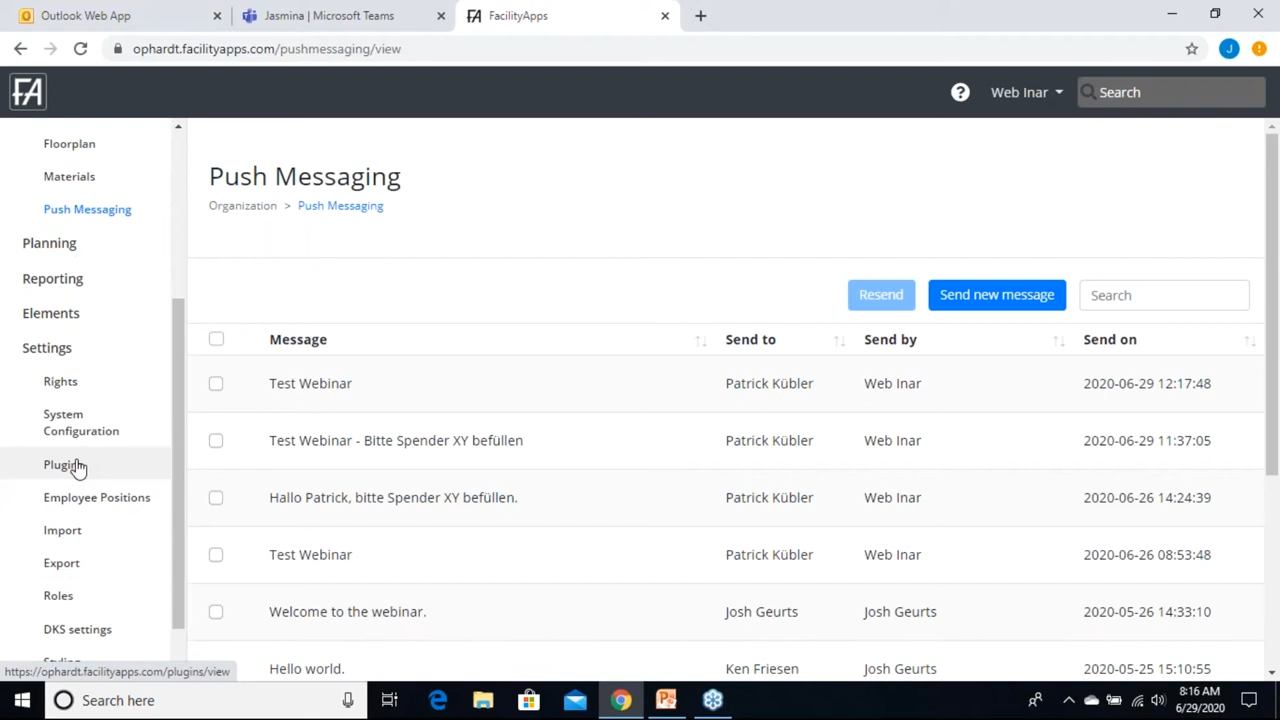 Outlook Web App
Jasmina | Microsoft Teams
FacilityApps
ophardt.facilityapps.com/pushmessaging/view
J
FA
Web Inar
Search
Floorplan
Materials
Push Messaging
Planning
Reporting
Elements
Settings
Rights
System
Configuration
Plugins
Employee Positions
Import
Export
Roles
DKS settings
Styling
https://ophardt.facilityapps.com/plugins/view
Push Messaging
Organization > Push Messaging
Resend
Send new message
Search
Message Send to Send by Send on
Test Webinar Patrick Kübler Web Inar 2020-06-29 12:17:48
Test Webinar - Bitte Spender XY befüllen Patrick Kübler Web Inar 2020-06-29 11:37:05
Hallo Patrick, bitte Spender XY befüllen. Patrick Kübler Web Inar 2020-06-26 14:24:39
Test Webinar Patrick Kübler Web Inar 2020-06-26 08:53:48
Welcome to the webinar. Josh Geurts Josh Geurts 2020-05-26 14:33:10
Hello world. Ken Friesen Josh Geurts 2020-05-25 15:10:55
Search here
8:16 AM
6/29/2020